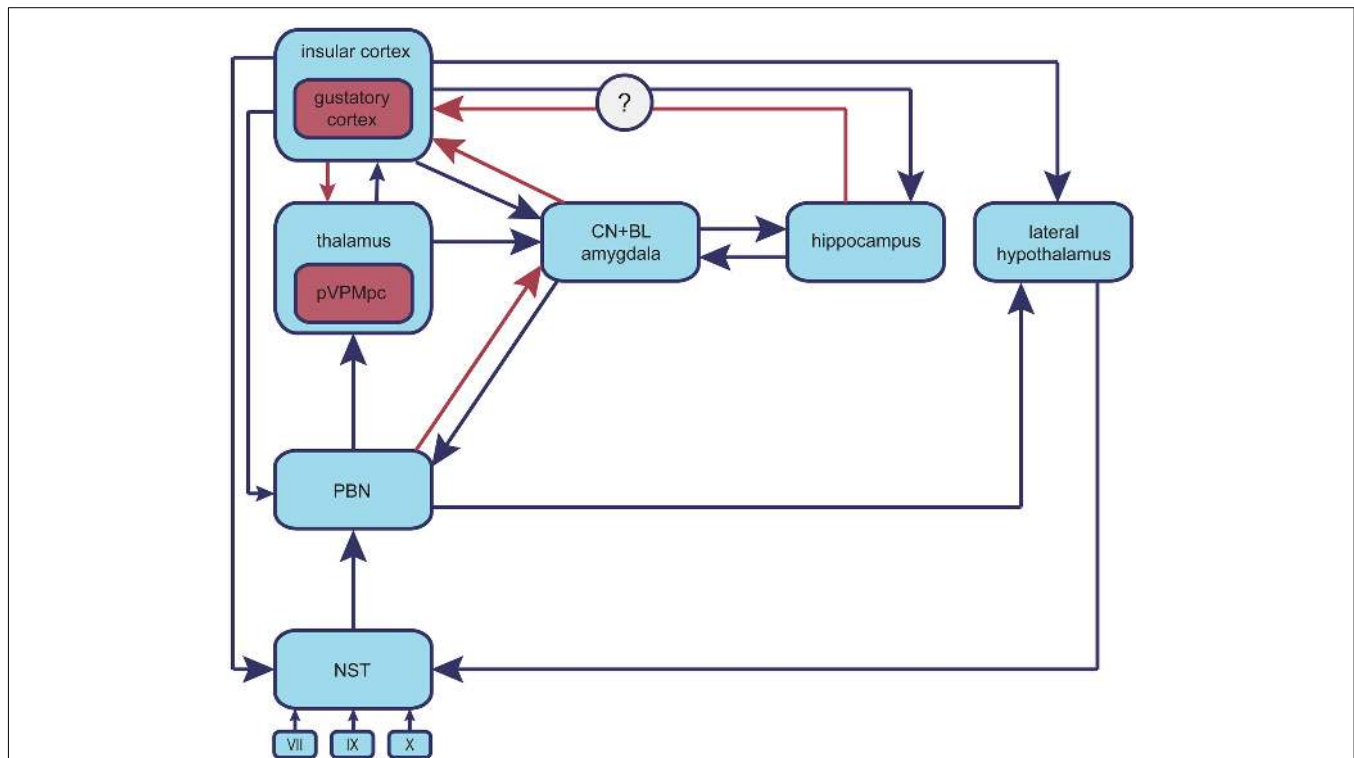 insular cortex
gustatory
cortex
?
thalamus
pVPMpc
CN+BL
amygdala
hippocampus
lateral
hypothalamus
PBN
NST
VII
IX
X